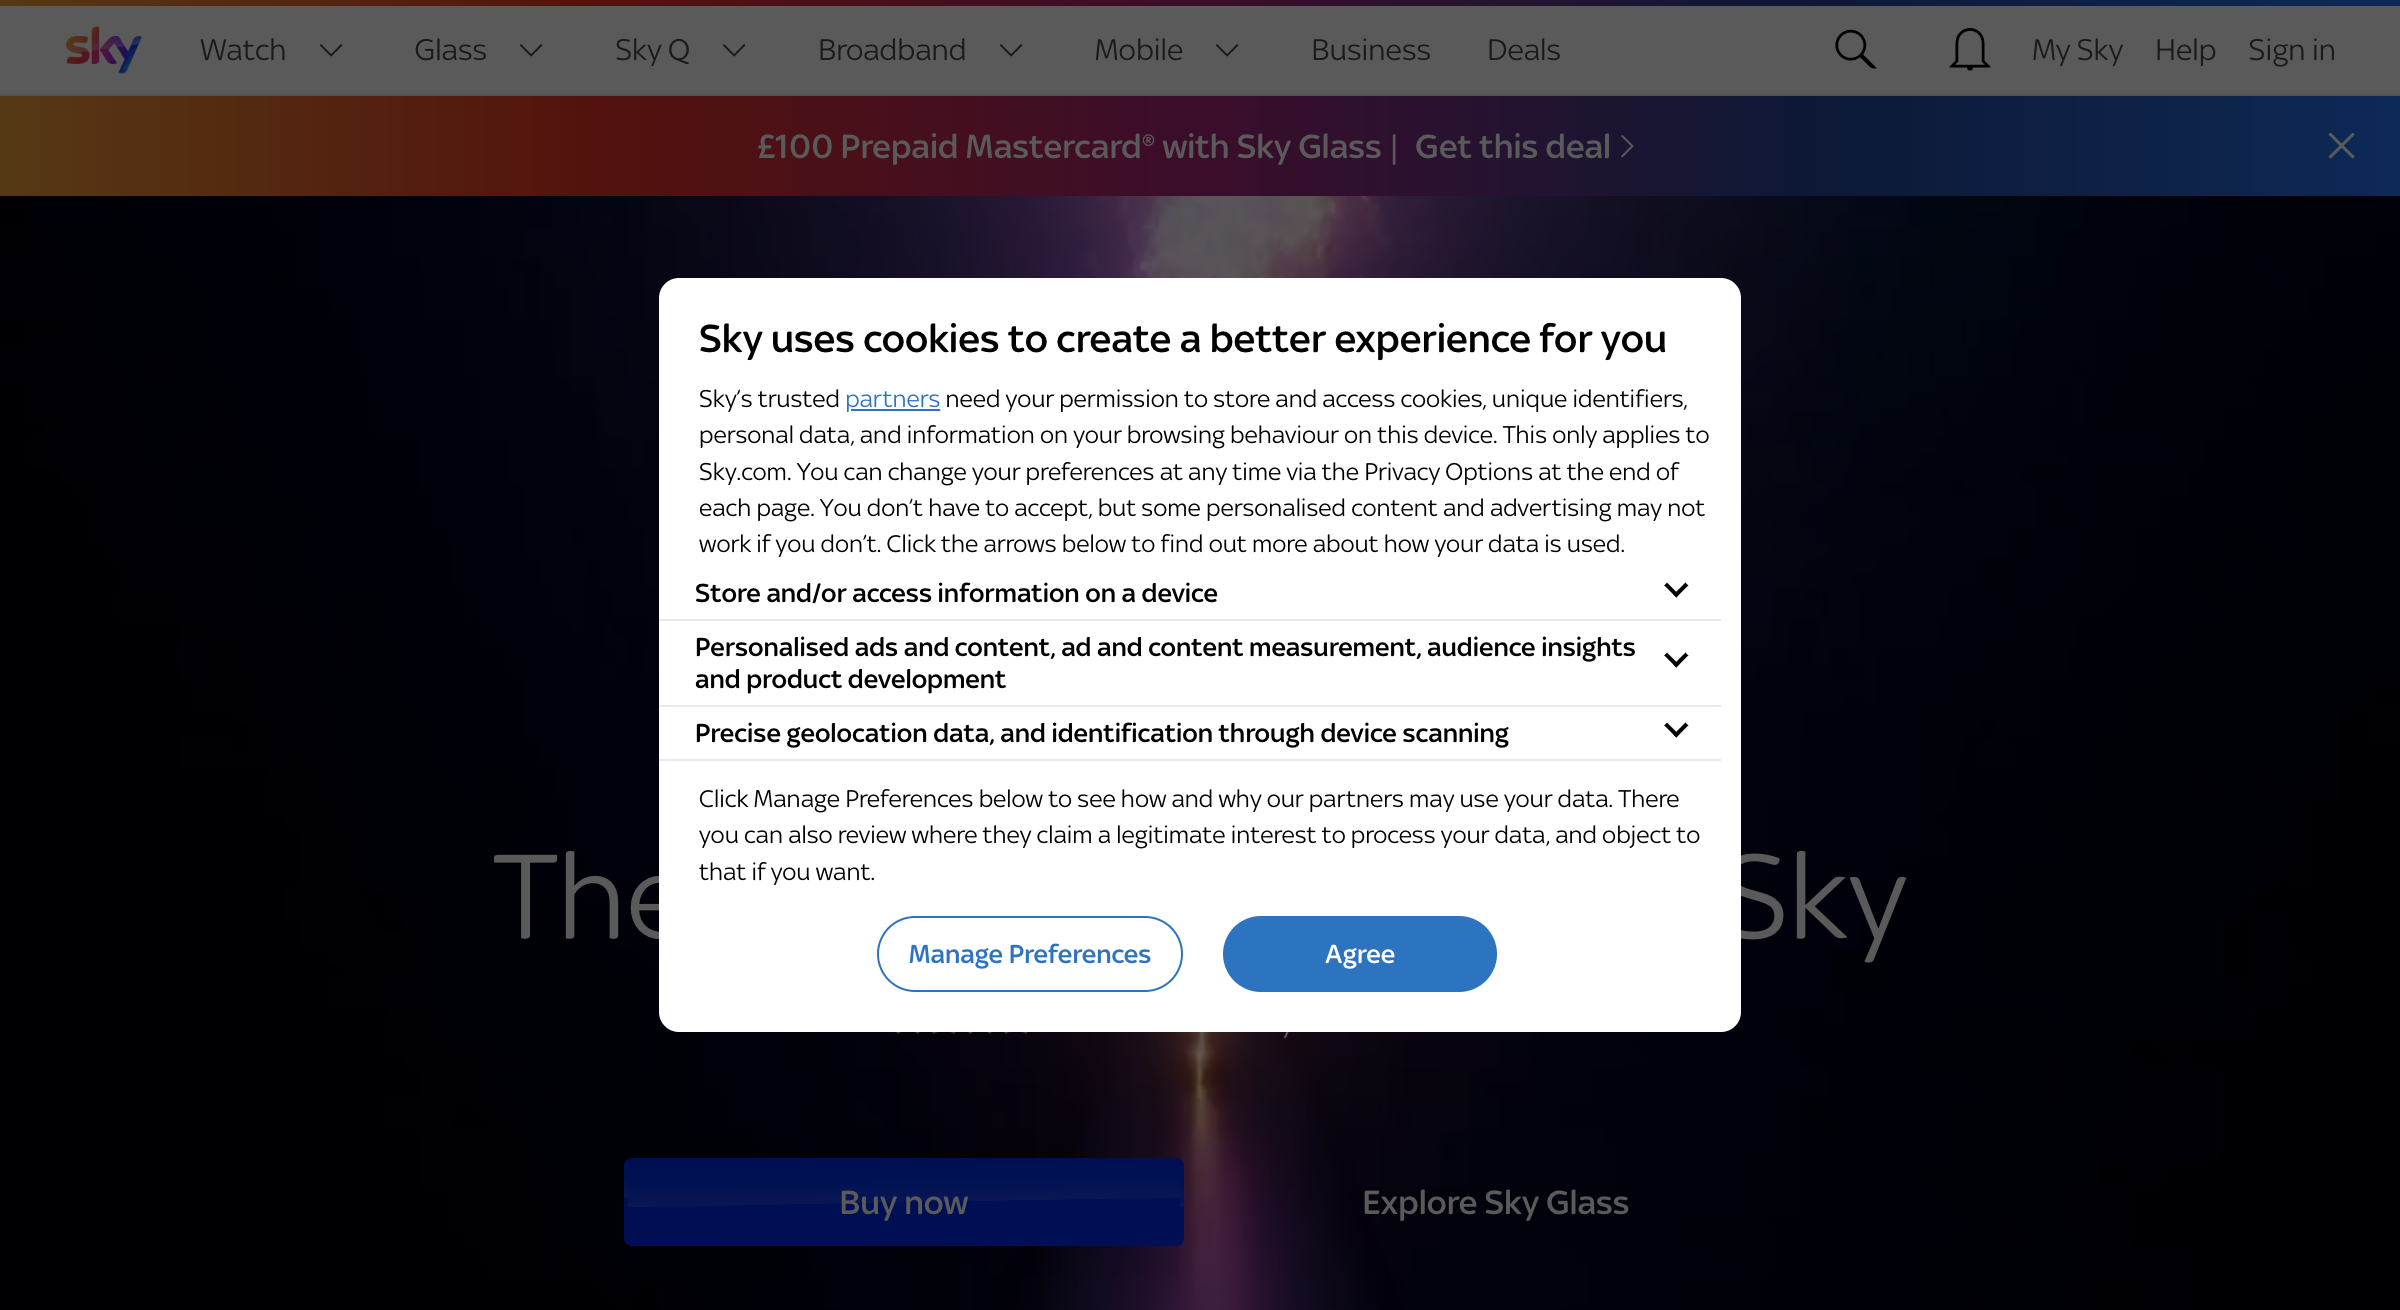 sky Watch Glass Sky Q Broadband Mobile Business Deals My Sky Help Sign in
£100 Prepaid Mastercard® with Sky Glass | Get this deal
Sky uses cookies to create a better experience for you
Sky’s trusted partners need your permission to store and access cookies, unique identifiers,
personal data, and information on your browsing behaviour on this device. This only applies to
Sky.com. You can change your preferences at any time via the Privacy Options at the end of
each page. You don’t have to accept, but some personalised content and advertising may not
work if you don’t. Click the arrows below to find out more about how your data is used.
Store and/or access information on a device
Personalised ads and content, ad and content measurement, audience insights
and product development
Precise geolocation data, and identification through device scanning
Click Manage Preferences below to see how and why our partners may use your data. There
you can also review where they claim a legitimate interest to process your data, and object to
that if you want.
The Sky
Manage Preferences Agree
Buy now Explore Sky Glass